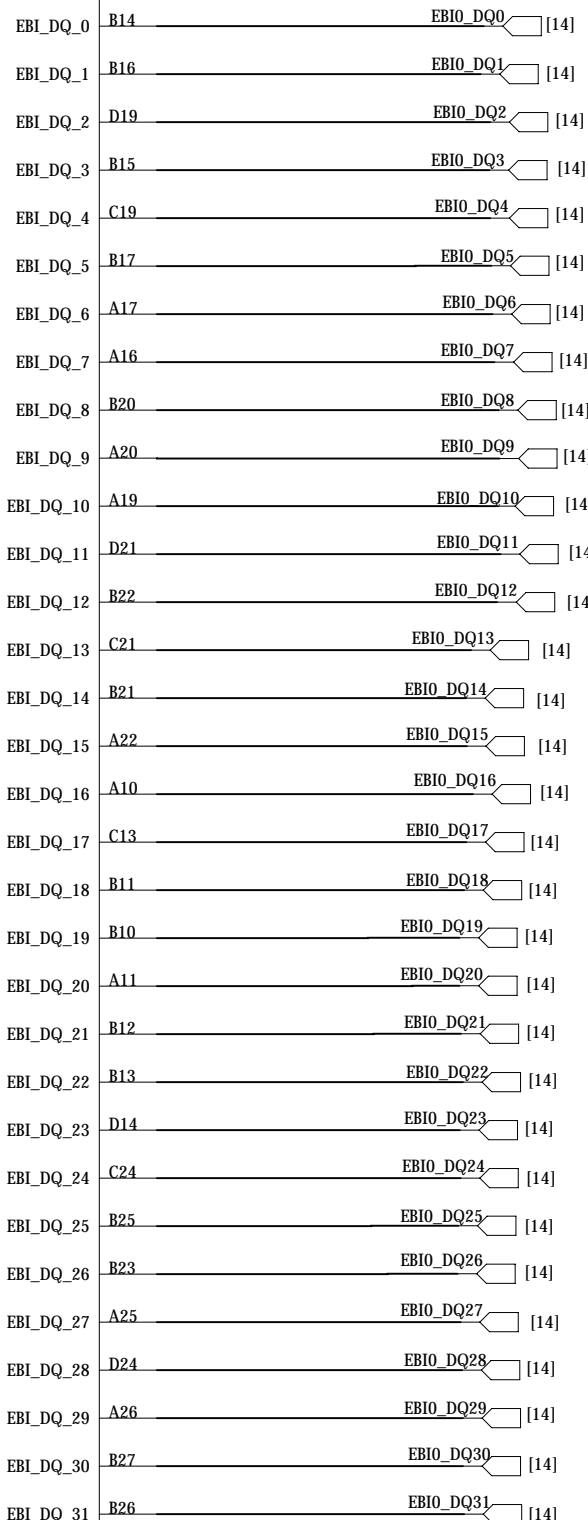 EBI_DQ_0 B14 EBI0_DQ0 [14]
EBI_DQ_1 B16 EBI0_DQ1 [14]
EBI_DQ_2 D19 EBI0_DQ2 [14]
EBI_DQ_3 B15 EBI0_DQ3 [14]
EBI_DQ_4 C19 EBI0_DQ4 [14]
EBI_DQ_5 B17 EBI0_DQ5 [14]
EBI_DQ_6 A17 EBI0_DQ6 [14]
EBI_DQ_7 A16 EBI0_DQ7 [14]
EBI_DQ_8 B20 EBI0_DQ8 [14]
EBI_DQ_9 A20 EBI0_DQ9 [14
EBI_DQ_10 A19 EBI0_DQ10 [14
EBI_DQ_11 D21 EBI0_DQ11 [14
EBI_DQ_12 B22 EBI0_DQ12 [14
EBI_DQ_13 C21 EBI0_DQ13 [14]
EBI_DQ_14 B21 EBI0_DQ14 [14]
EBI_DQ_15 A22 EBI0_DQ15 [14]
EBI_DQ_16 A10 EBI0_DQ16 [14]
EBI_DQ_17 C13 EBI0_DQ17 [14]
EBI_DQ_18 B11 EBI0_DQ18 [14]
EBI_DQ_19 B10 EBI0_DQ19 [14]
EBI_DQ_20 A11 EBI0_DQ20 [14]
EBI_DQ_21 B12 EBI0_DQ21 [14]
EBI_DQ_22 B13 EBI0_DQ22 [14]
EBI_DQ_23 D14 EBI0_DQ23 [14]
EBI_DQ_24 C24 EBI0_DQ24 [14]
EBI_DQ_25 B25 EBI0_DQ25 [14]
EBI_DQ_26 B23 EBI0_DQ26 [14]
EBI_DQ_27 A25 EBI0_DQ27 [14]
EBI_DQ_28 D24 EBI0_DQ28 [14]
EBI_DQ_29 A26 EBI0_DQ29 [14]
EBI_DQ_30 B27 EBI0_DQ30 [14]
EBI_DQ_31 B26 EBI0_DQ31 [14]